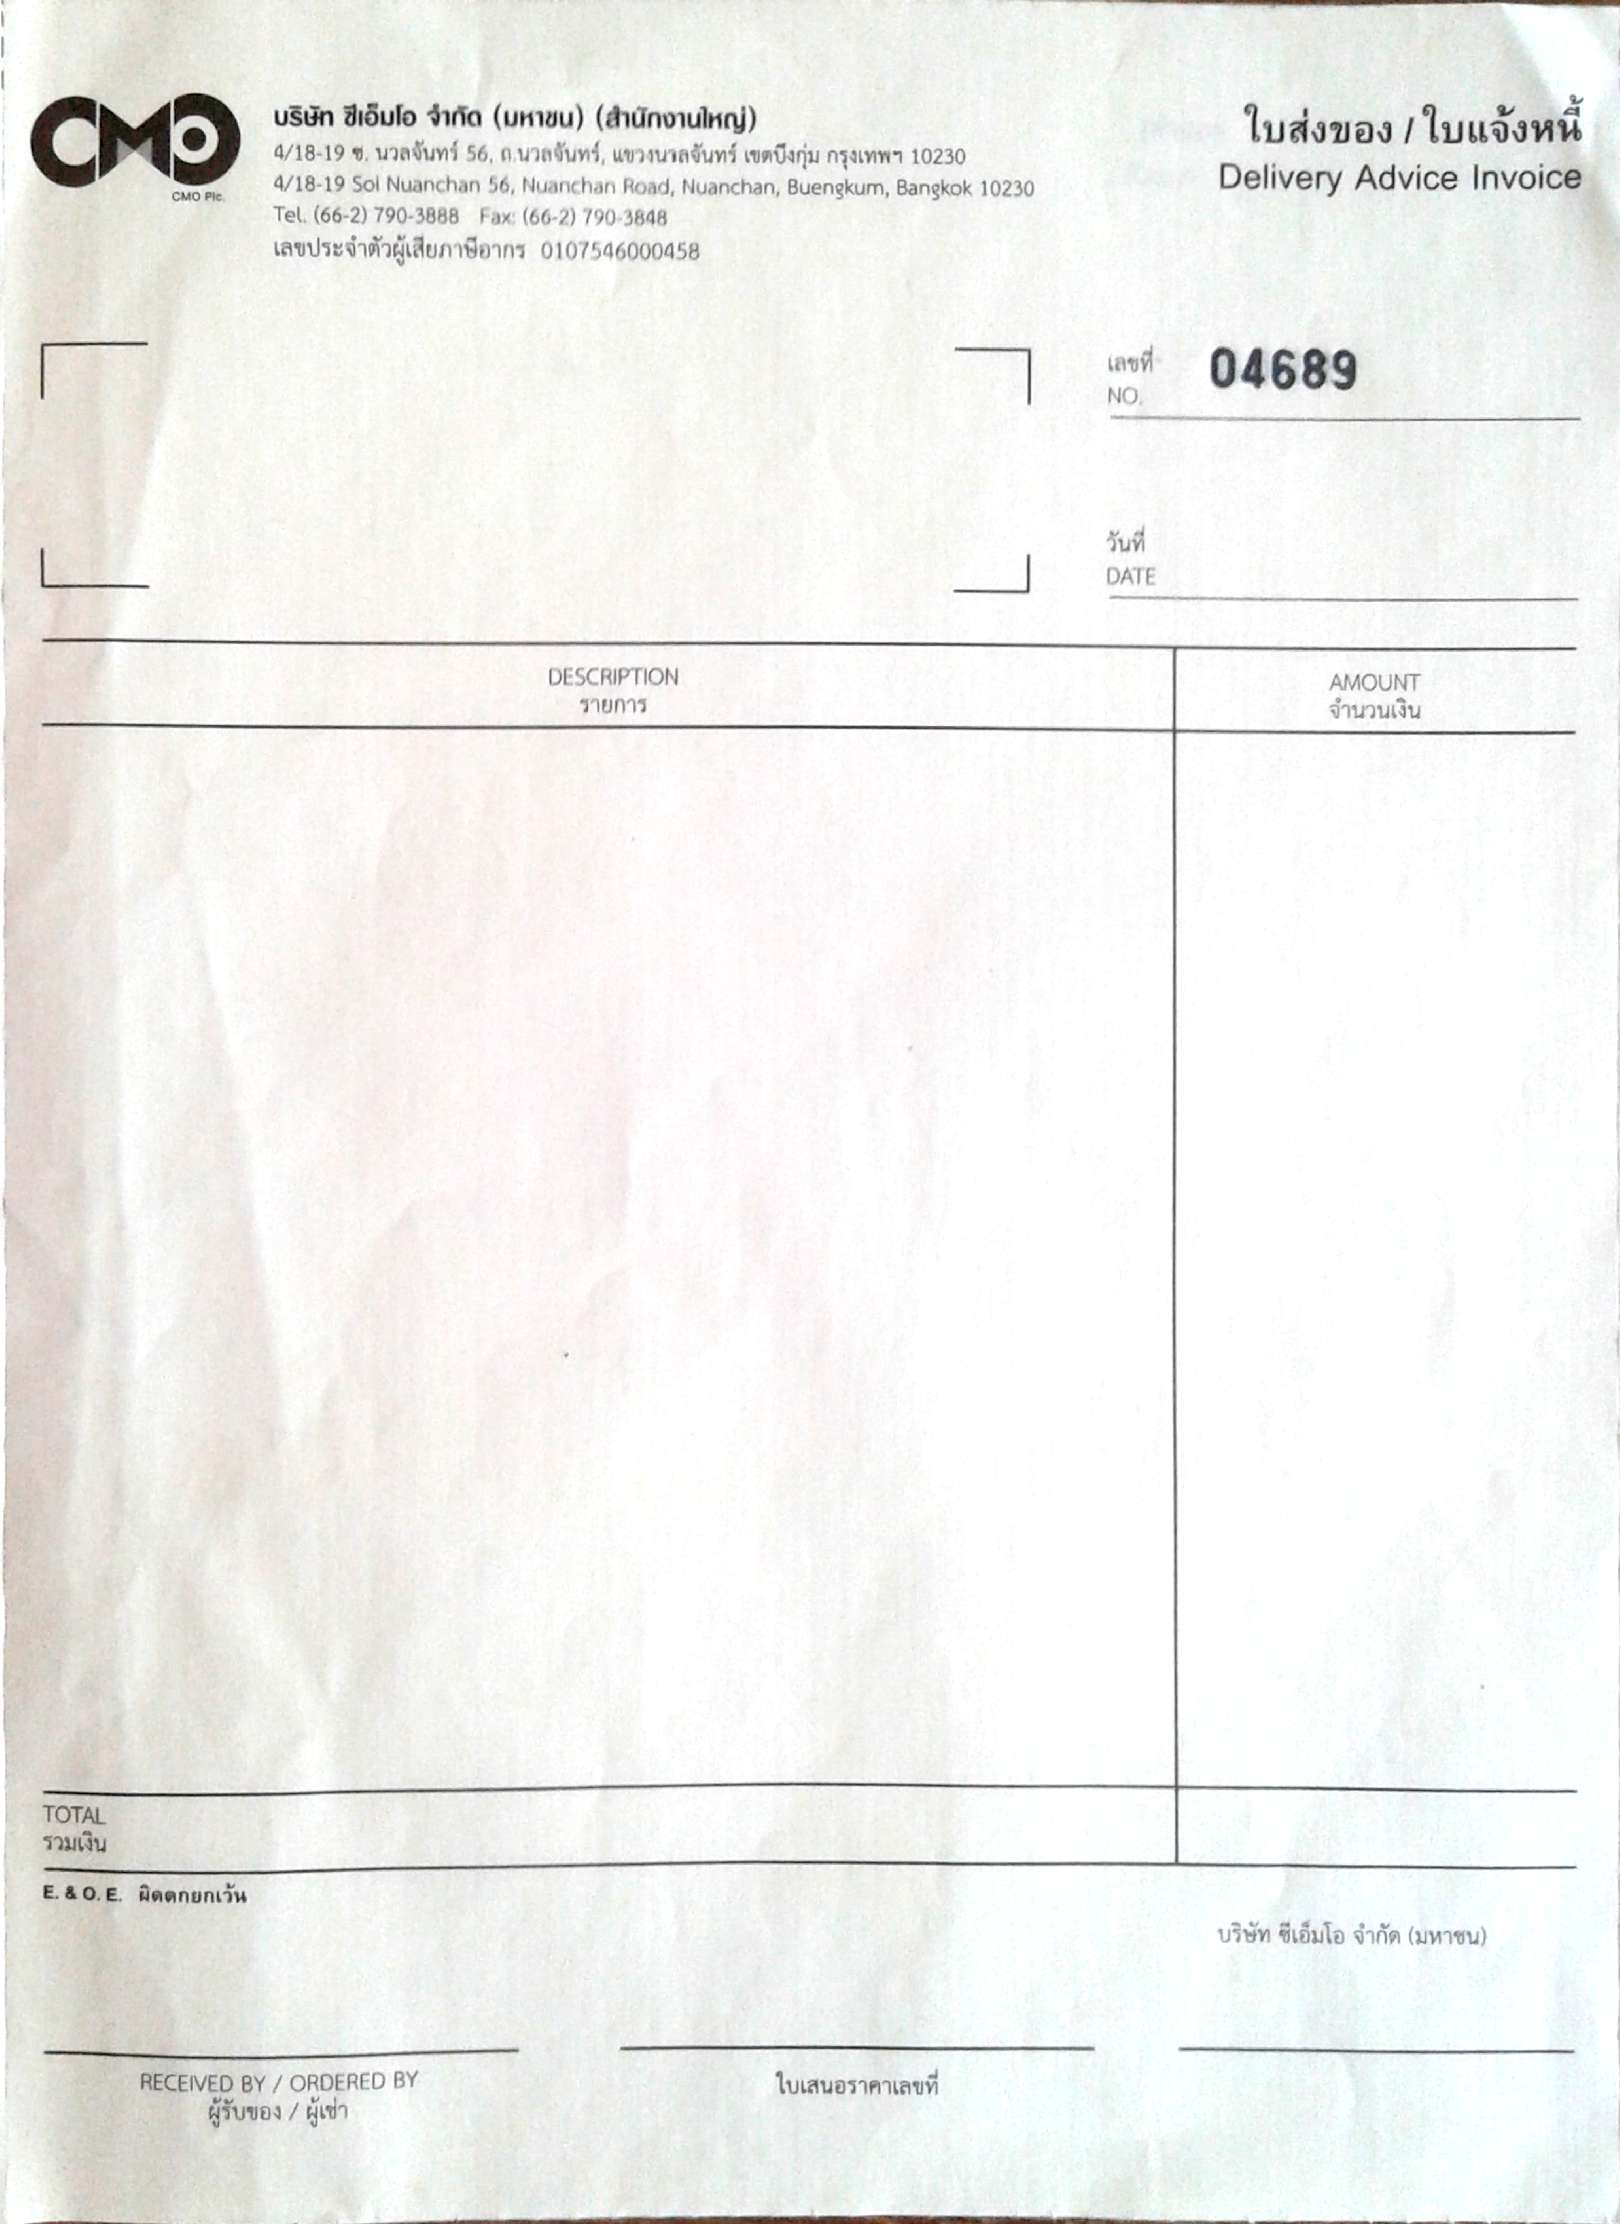 CMO
CMO Plc.
บริษัท ซีเอ็มโอ จำกัด (มหาชน) (สำนักงานใหญ่)
4/18-19 ซ. นวลจันทร์ 56, ถ.นวลจันทร์, แขวงนวลจันทร์ เขตบึงกุ่ม กรุงเทพฯ 10230
4/18-19 Soi Nuanchan 56, Nuanchan Road, Nuanchan, Buengkum, Bangkok 10230
Tel. (66-2) 790-3888 Fax: (66-2) 790-3848
เลขประจำตัวผู้เสียภาษีอากร 0107546000458
ใบส่งของ / ใบแจ้งหนี้
Delivery Advice Invoice
เลขที่ 04689
NO.
วันที่
DATE
DESCRIPTION
รายการ
AMOUNT
จำนวนเงิน
TOTAL
รวมเงิน
E. & O. E. ผิดตกยกเว้น
บริษัท ซีเอ็มโอ จำกัด (มหาชน)
RECEIVED BY / ORDERED BY
ผู้รับของ / ผู้เช่า
ใบเสนอราคาเลขที่